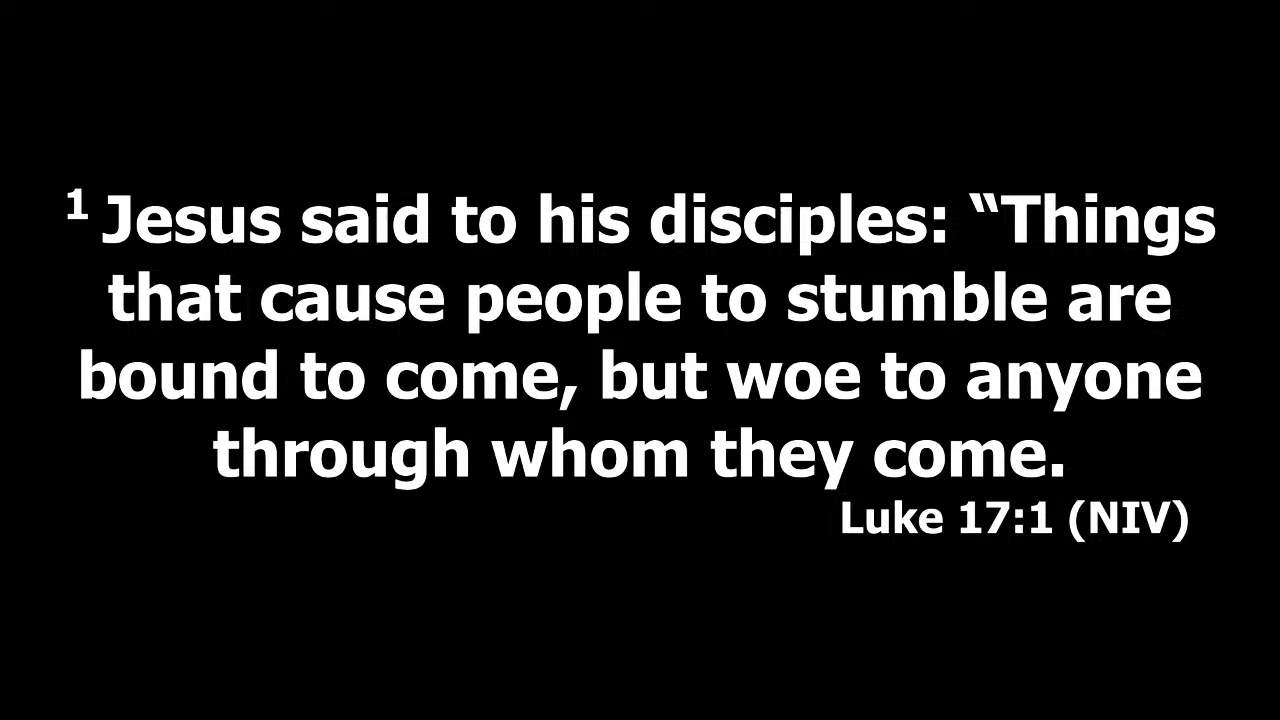 1 Jesus said to his disciples: “Things
that cause people to stumble are
bound to come, but woe to anyone
through whom they come.
Luke 17:1 (NIV)